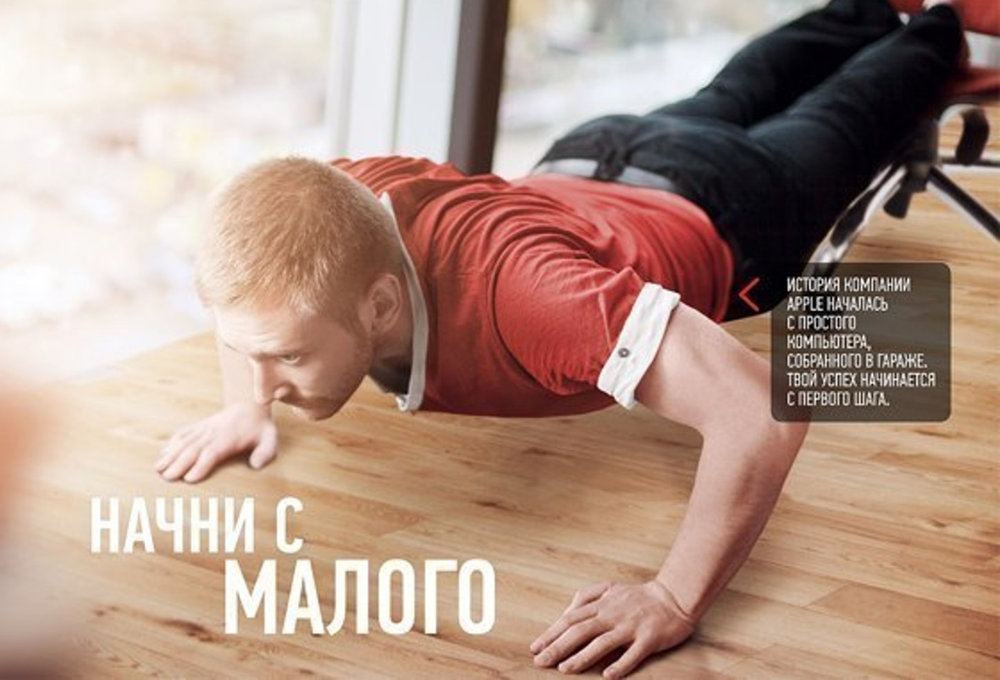 ИСТОРИЯ КОМПАНИИ
APPLE НАЧАЛАСЬ
С ПРОСТОГО
КОМПЬЮТЕРА,
СОБРАННОГО В ГАРАЖЕ.
ТВОЙ УСПЕХ НАЧИНАЕТСЯ
С ПЕРВОГО ШАГА.
НАЧНИ С
МАЛОГО